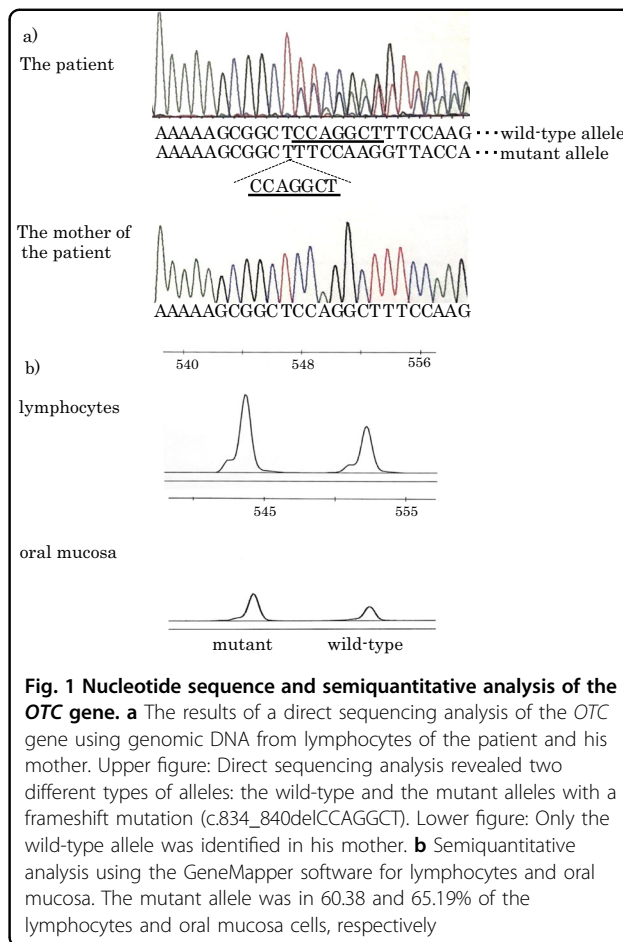 a)
The patient
AAAAAGCGGCTCCAGGCTTTCCAAG···wild-type allele
AAAAAGCGGCTTTCCAAGGTTACCA···mutant allele
CCAGGCT
The mother of
the patient
AAAAAGCGGCTCCAGGCTTTCCAAG
540 548 556
b)
lymphocytes
545 555
oral mucosa
mutant wild-type
Fig. 1 Nucleotide sequence and semiquantitative analysis of the
OTC gene. a The results of a direct sequencing analysis of the OTC
gene using genomic DNA from lymphocytes of the patient and his
mother. Upper figure: Direct sequencing analysis revealed two
different types of alleles: the wild-type and the mutant alleles with a
frameshift mutation (c.834_840delCCAGGCT). Lower figure: Only the
wild-type allele was identified in his mother. b Semiquantitative
analysis using the GeneMapper software for lymphocytes and oral
mucosa. The mutant allele was in 60.38 and 65.19% of the
lymphocytes and oral mucosa cells, respectively